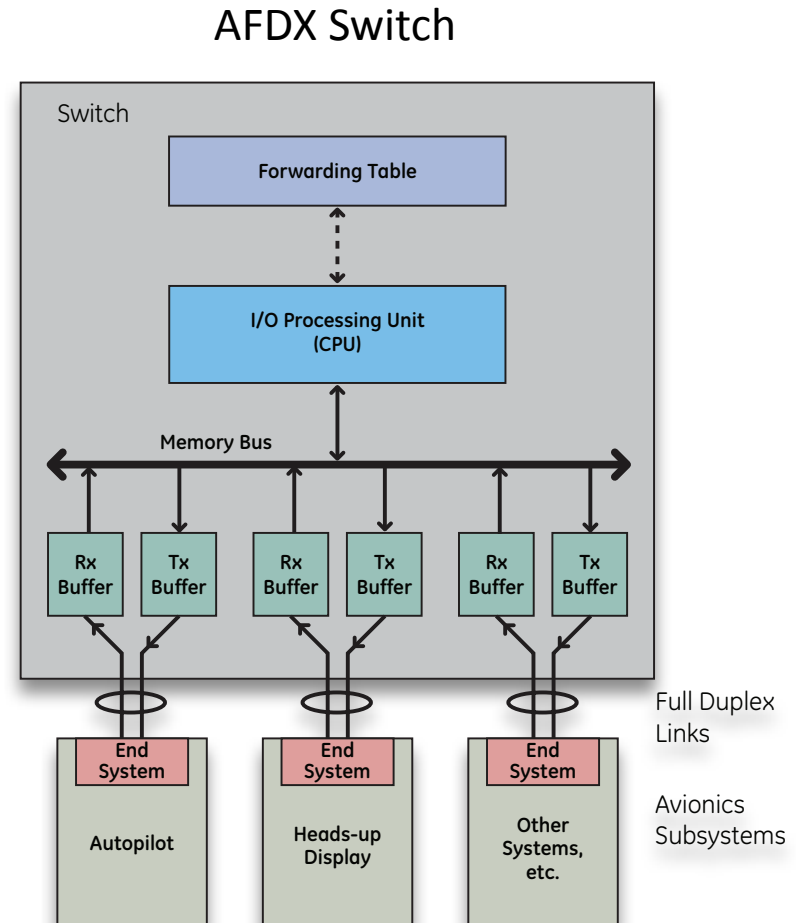 AFDX Switch
Switch
Forwarding Table
I/O Processing Unit
(CPU)
Memory Bus
Rx
Buffer
Tx
Buffer
Rx
Buffer
Tx
Buffer
Rx
Buffer
Tx
Buffer
Full Duplex
Links
End
System
End
System
End
System
Autopilot
Heads-up
Display
Other
Systems,
etc.
Avionics
Subsystems